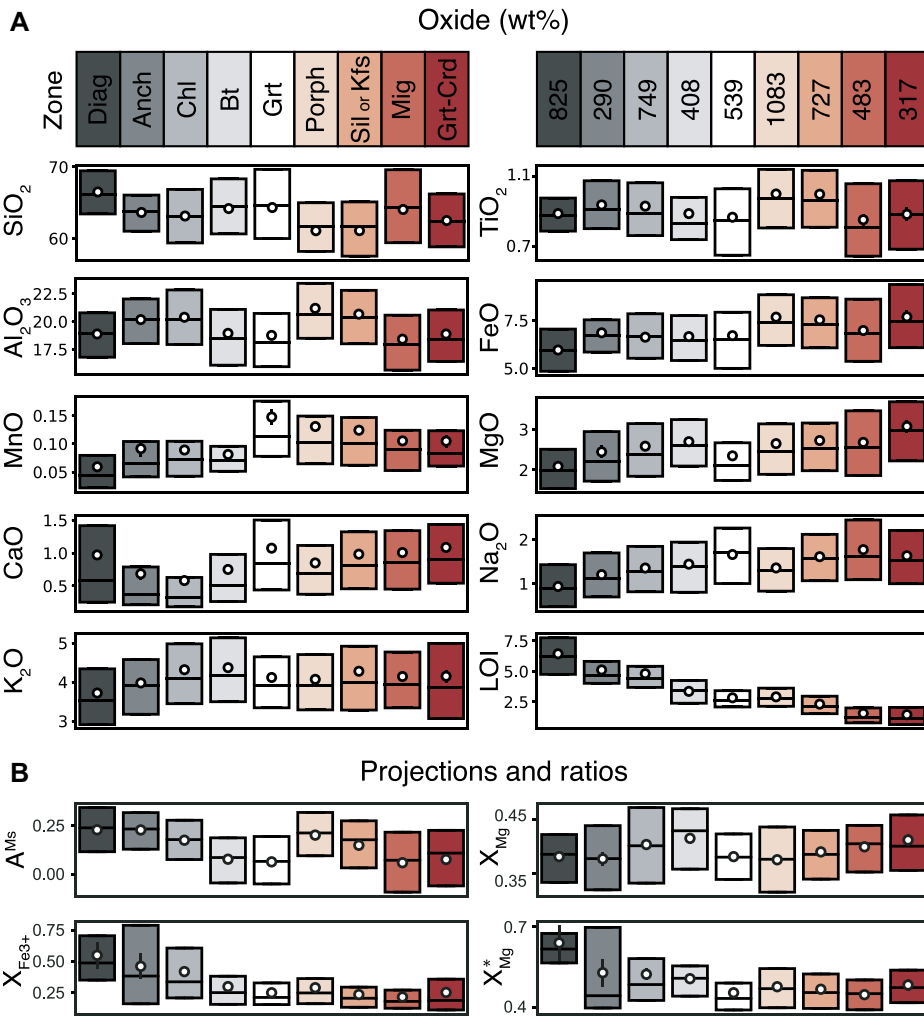 A
Oxide (wt%)
Zone
Diag
Anch
Chl
Bt
Grt
Porph
Sil or Kfs
Mig
Grt-Crd
825
290
749
408
539
1083
727
483
317
SiO2
70
60
TiO2
1.1
0.7
Al2O3
22.5
20.0
17.5
FeO
7.5
5.0
MnO
0.15
0.10
0.05
MgO
3
2
CaO
1.5
1.0
0.5
Na2O
2
1
K2O
5
4
3
LOI
7.5
5.0
2.5
B
Projections and ratios
AMs
0.25
0.00
XMg
0.45
0.35
XFe3+
0.75
0.50
0.25
X*Mg
0.7
0.4